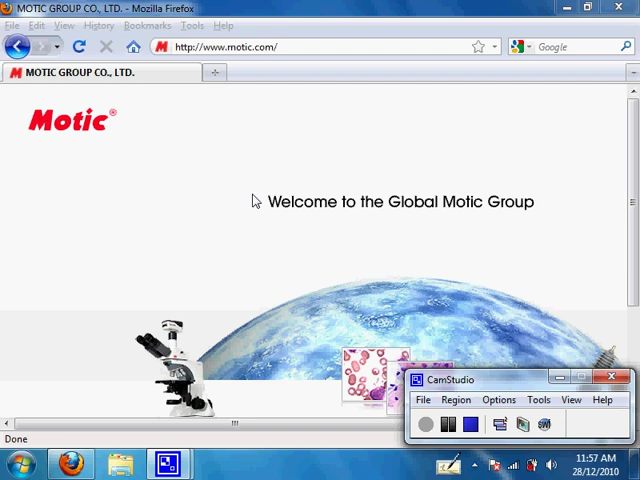 MOTIC GROUP CO., LTD. - Mozilla Firefox
File Edit View History Bookmarks Tools Help
http://www.motic.com/
Google
MOTIC GROUP CO., LTD.
Motic®
Welcome to the Global Motic Group
CamStudio
File Region Options Tools View Help
SWF
Done
11:57 AM
28/12/2010